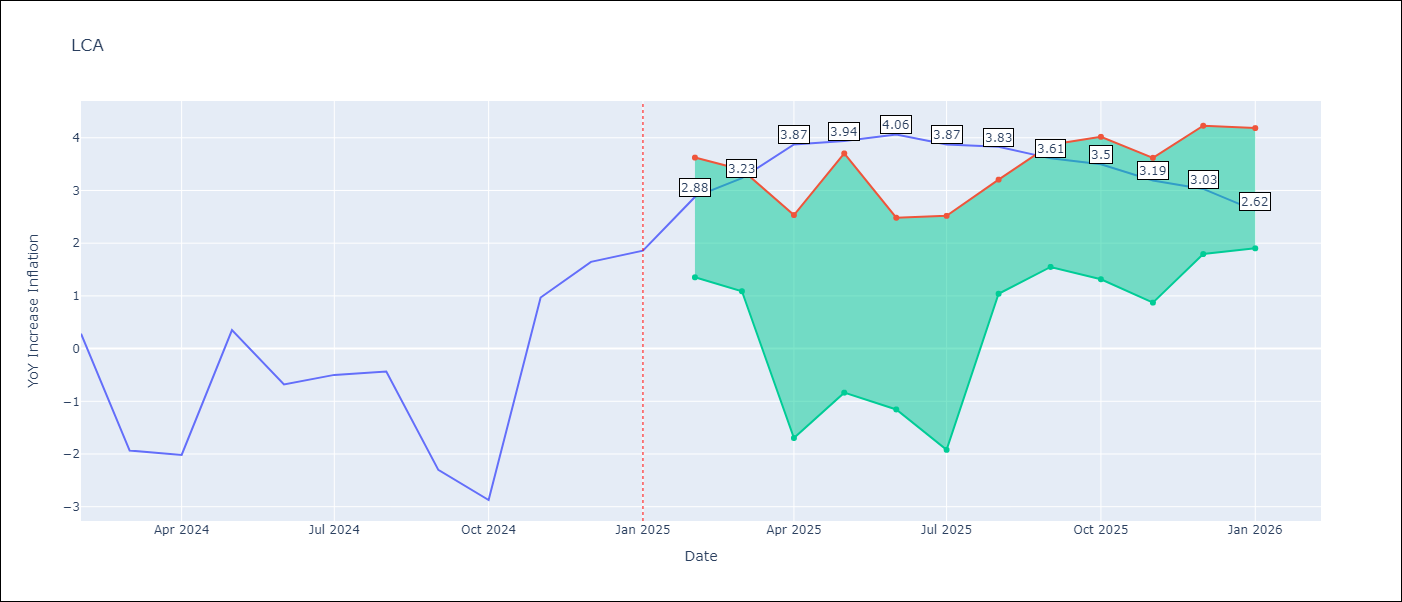 LCA
YoY Increase Inflation
4
3
2
1
0
−1
−2
−3
2.88
3.23
3.87
3.94
4.06
3.87
3.83
3.61
3.5
3.19
3.03
2.62
Apr 2024
Jul 2024
Oct 2024
Jan 2025
Apr 2025
Jul 2025
Oct 2025
Jan 2026
Date